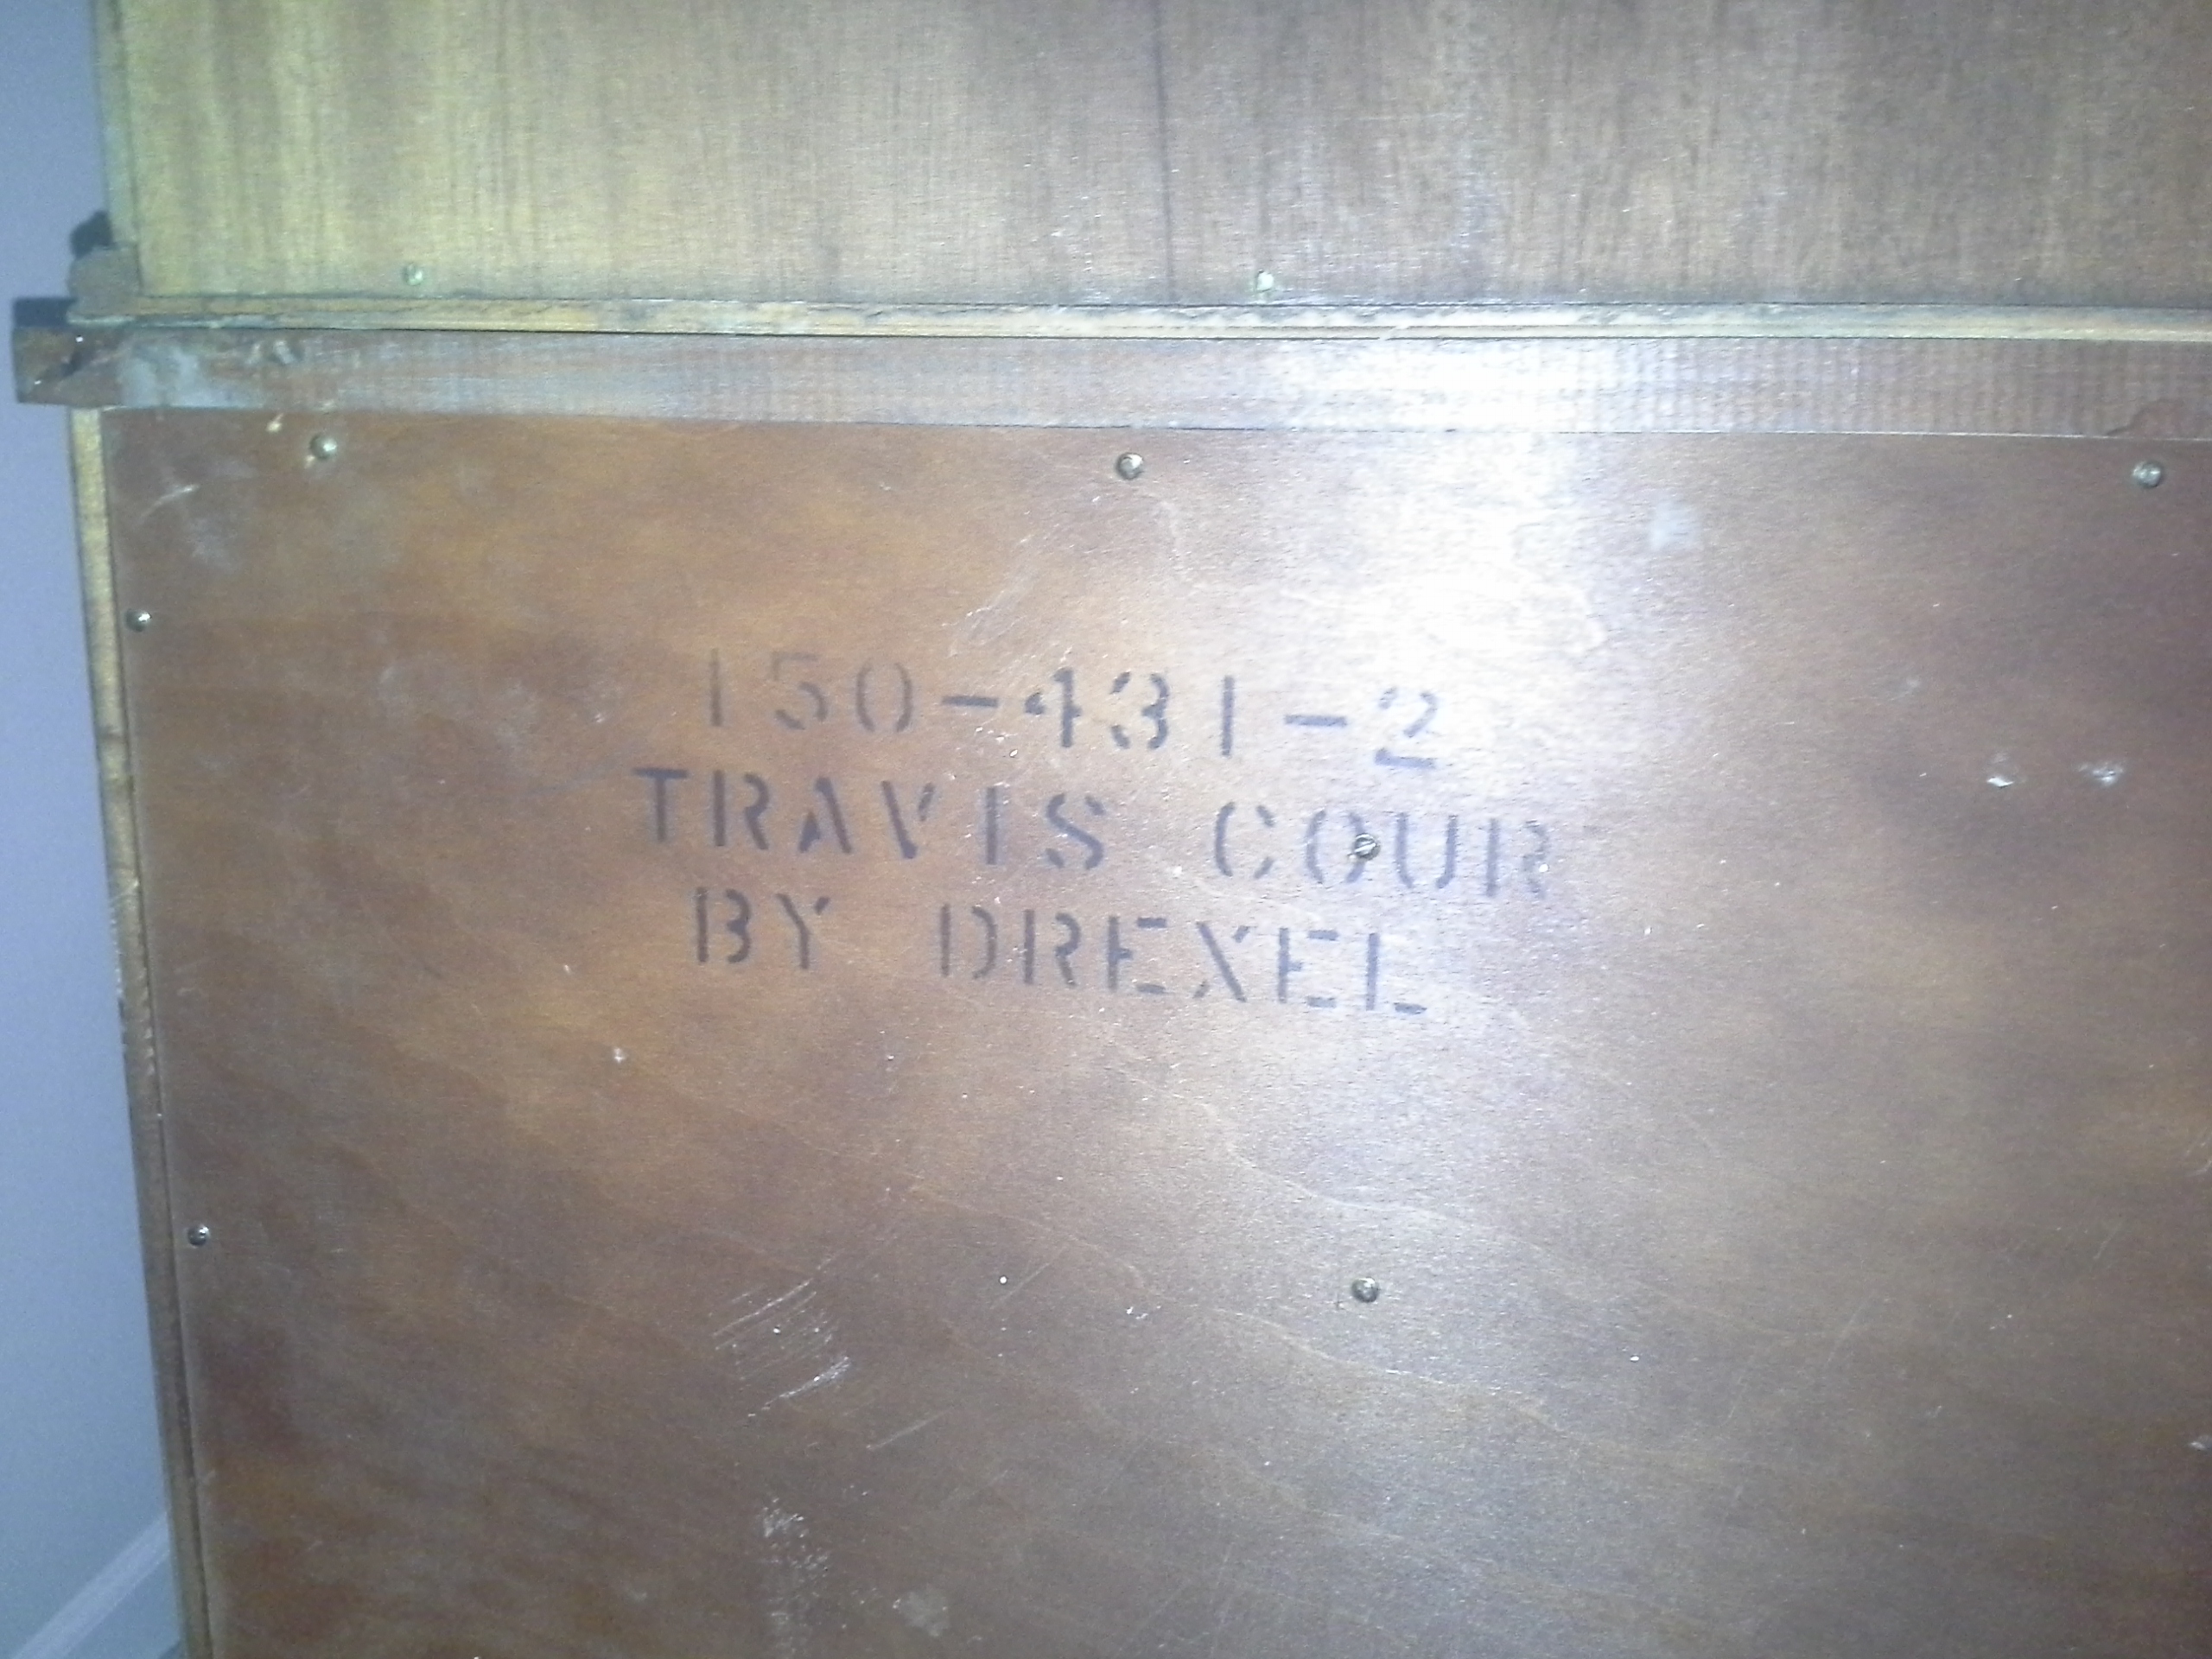 150-431-2
TRAVIS COUR
BY DREXEL